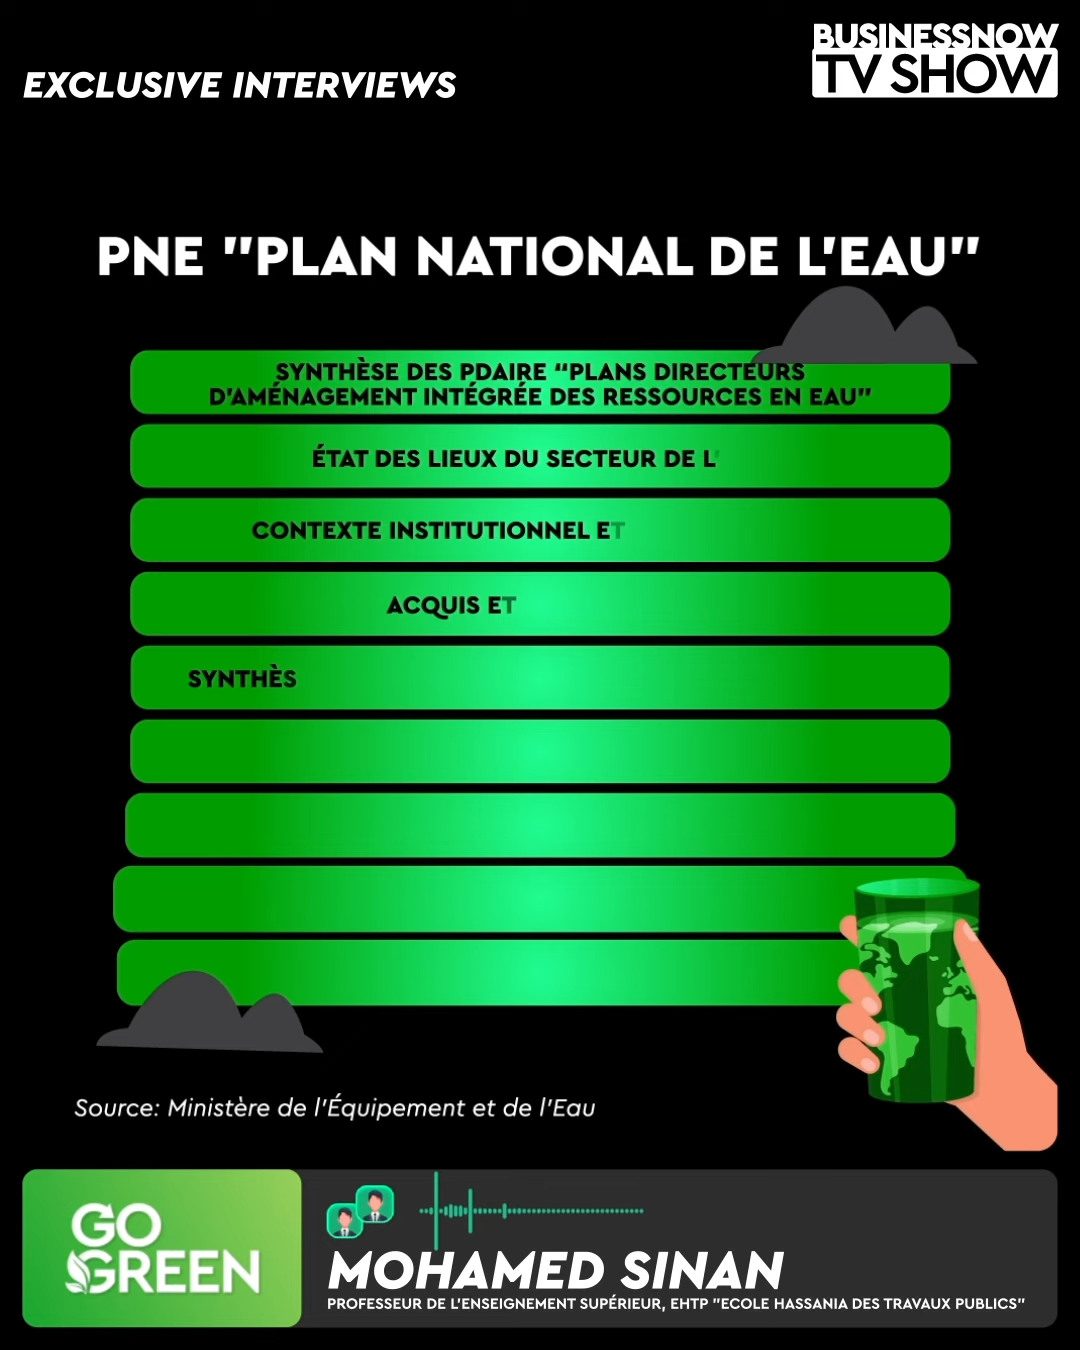 EXCLUSIVE INTERVIEWS
BUSINESSNOW
TV SHOW
PNE "PLAN NATIONAL DE L'EAU"
SYNTHÈSE DES PDAIRE “PLANS DIRECTEURS
D'AMÉNAGEMENT INTÉGRÉE DES RESSOURCES EN EAU”
ÉTAT DES LIEUX DU SECTEUR DE L'
CONTEXTE INSTITUTIONNEL ET
ACQUIS ET
SYNTHÈS
Source: Ministère de l'Équipement et de l'Eau
GO
GREEN
MOHAMED SINAN
PROFESSEUR DE L'ENSEIGNEMENT SUPÉRIEUR, EHTP "ECOLE HASSANIA DES TRAVAUX PUBLICS"